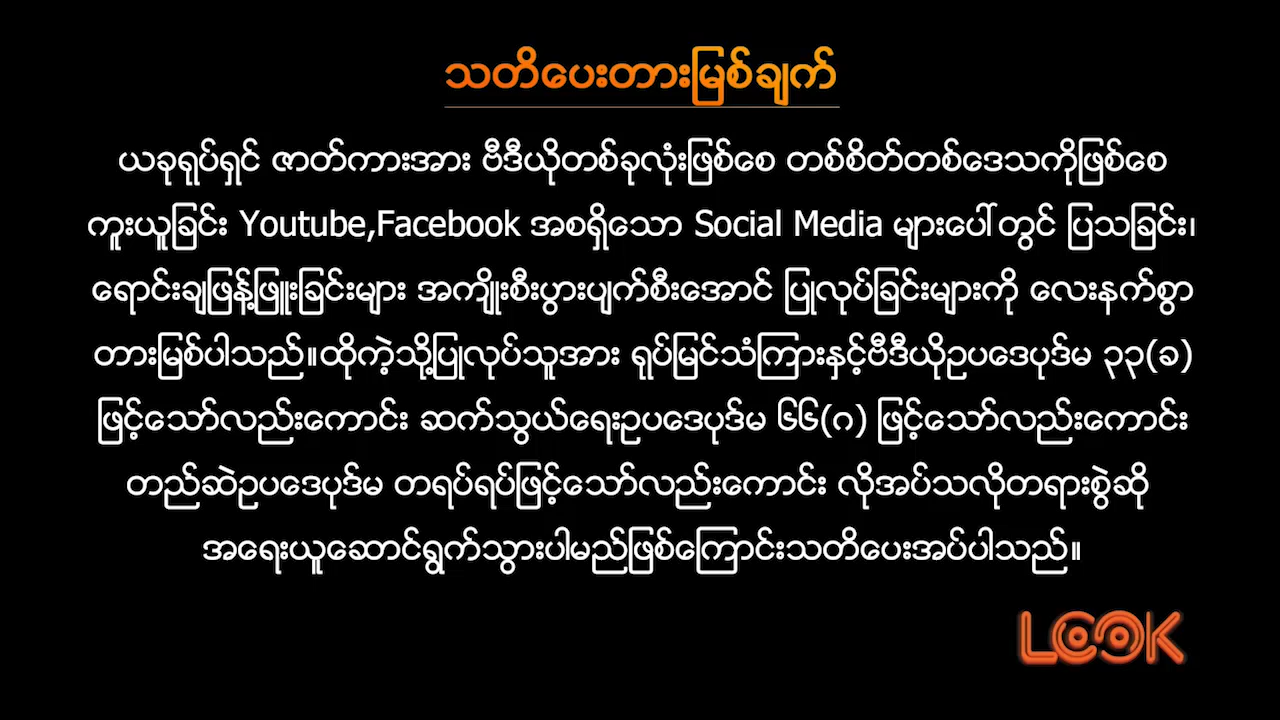 သတိပေးတားမြစ်ချက်
ယခုရုပ်ရှင် ဇာတ်ကားအား ဗီဒီယိုတစ်ခုလုံးဖြစ်စေ တစ်စိတ်တစ်ဒေသကိုဖြစ်စေ
ကူးယူခြင်း Youtube,Facebook အစရှိသော Social Media များပေါ်တွင် ပြသခြင်း၊
ရောင်းချဖြန့်ဖြူးခြင်းများ အကျိုးစီးပွားပျက်စီးအောင် ပြုလုပ်ခြင်းများကို လေးနက်စွာ
တားမြစ်ပါသည်။ထိုကဲ့သို့ပြုလုပ်သူအား ရုပ်မြင်သံကြားနှင့်ဗီဒီယိုဥပဒေပုဒ်မ ၃၃(ခ)
ဖြင့်သော်လည်းကောင်း ဆက်သွယ်ရေးဥပဒေပုဒ်မ ၆၆(ဂ) ဖြင့်သော်လည်းကောင်း
တည်ဆဲဥပဒေပုဒ်မ တရပ်ရပ်ဖြင့်သော်လည်းကောင်း လိုအပ်သလိုတရားစွဲဆို
အရေးယူဆောင်ရွက်သွားပါမည်ဖြစ်ကြောင်းသတိပေးအပ်ပါသည်။
LOOK